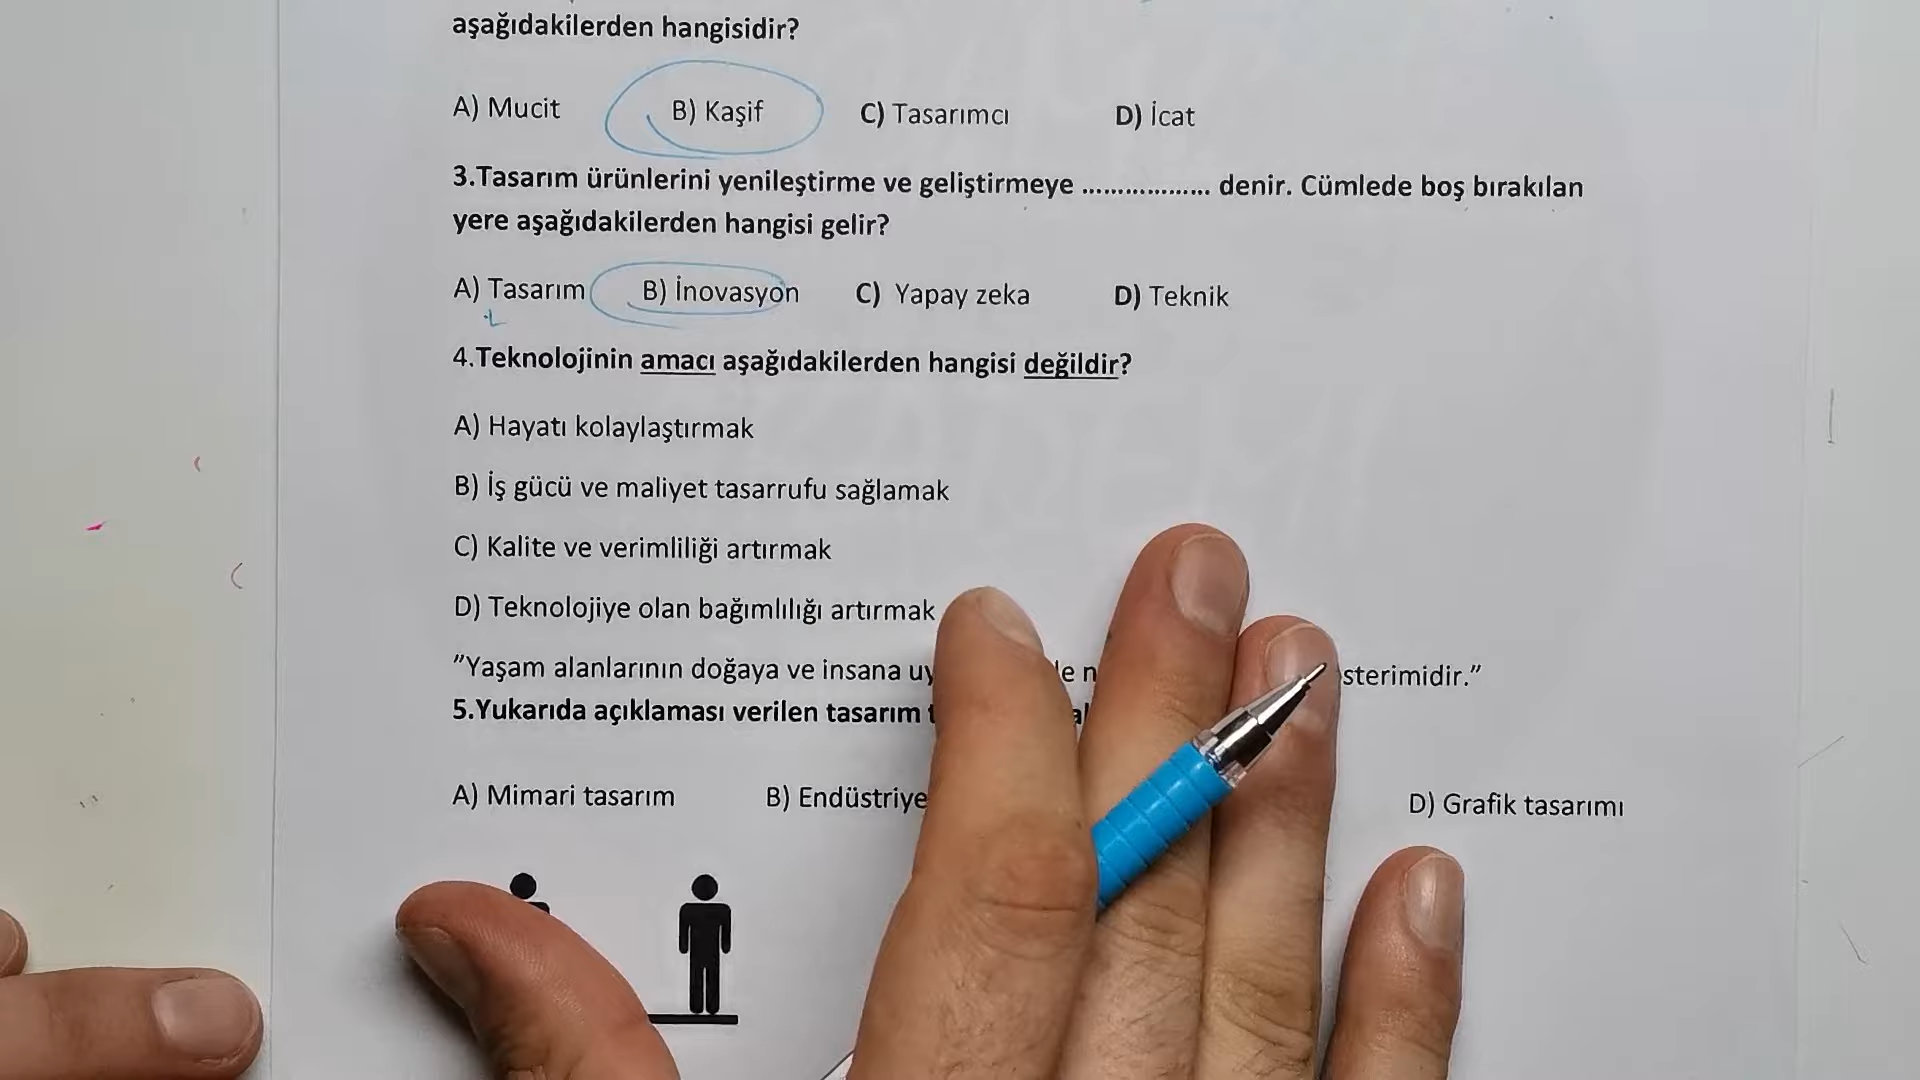 aşağıdakilerden hangisidir?
A) Mucit B) Kaşif C) Tasarımcı D) İcat
3.Tasarım ürünlerini yenileştirme ve geliştirmeye .................. denir. Cümlede boş bırakılan
yere aşağıdakilerden hangisi gelir?
A) Tasarım B) İnovasyon C) Yapay zeka D) Teknik
4.Teknolojinin amacı aşağıdakilerden hangisi değildir?
A) Hayatı kolaylaştırmak
B) İş gücü ve maliyet tasarrufu sağlamak
C) Kalite ve verimliliği artırmak
D) Teknolojiye olan bağımlılığı artırmak
"Yaşam alanlarının doğaya ve insana
5.Yukarıda açıklaması verilen tasarım
A) Mimari tasarım B) D) Grafik tasarımı